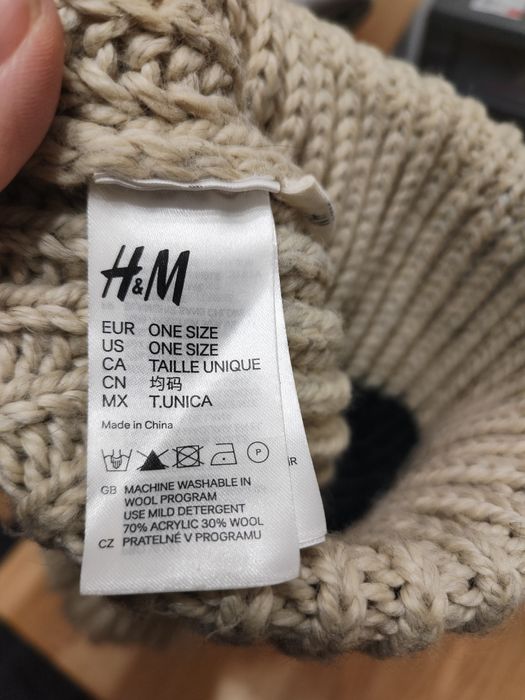 H&M
EUR ONE SIZE
US ONE SIZE
CA TAILLE UNIQUE
CN 均码
MX T.UNICA
Made in China
P
GB MACHINE WASHABLE IN
WOOL PROGRAM
USE MILD DETERGENT
70% ACRYLIC 30% WOOL
CZ PRATELNÉ V PROGRAMU